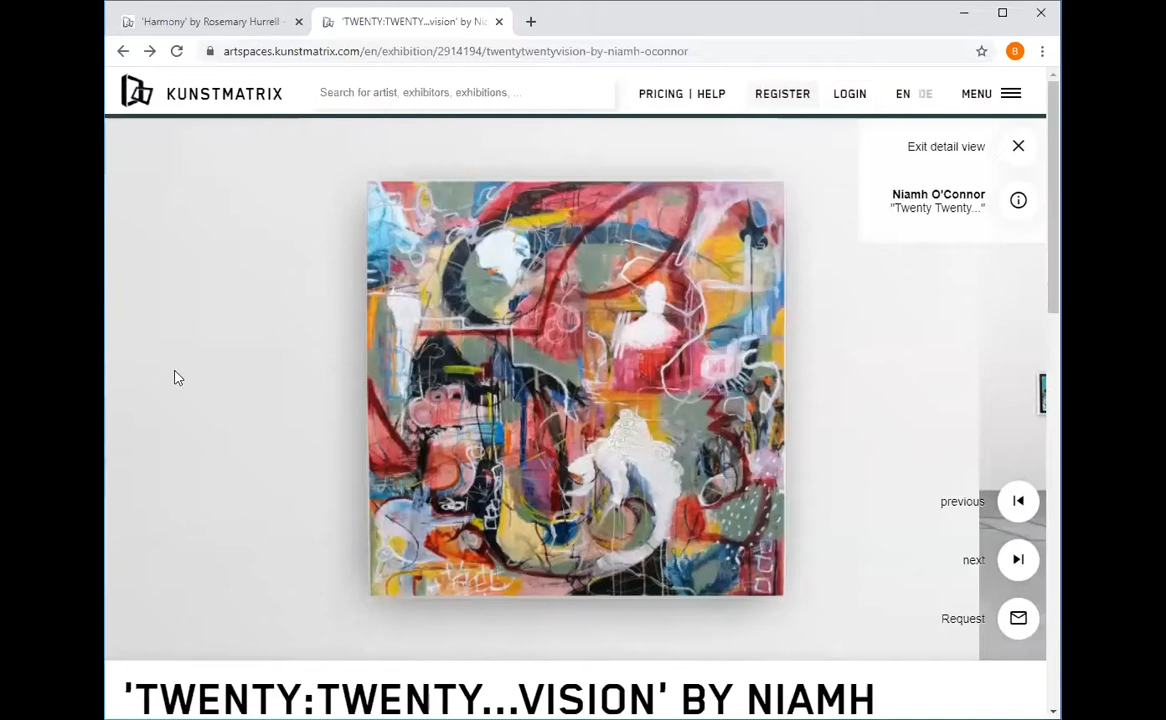 'Harmony' by Rosemary Hurrell -
'TWENTY:TWENTY...vision' by Ni
artspaces.kunstmatrix.com/en/exhibition/2914194/twentytwentyvision-by-niamh-oconnor
B
KUNSTMATRIX
Search for artist, exhibitors, exhibitions, ...
PRICING | HELP
REGISTER
LOGIN
EN DE
MENU
Exit detail view
Niamh O'Connor
"Twenty Twenty..."
previous
next
Request
'TWENTY:TWENTY...VISION' BY NIAMH